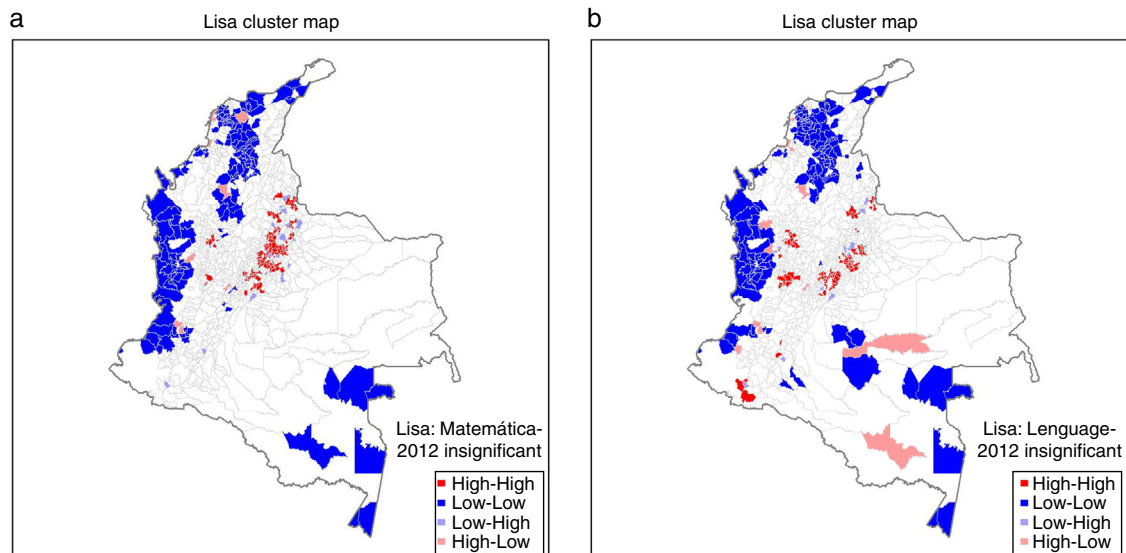 a
Lisa cluster map
Lisa: Matemática-
2012 insignificant
High-High
Low-Low
Low-High
High-Low
b
Lisa cluster map
Lisa: Lenguage-
2012 insignificant
High-High
Low-Low
Low-High
High-Low